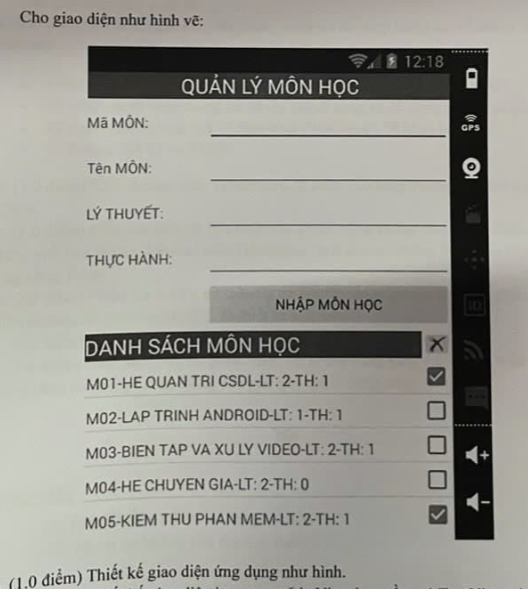 Cho giao diện như hình vẽ:
12:18
QUẢN LÝ MÔN HỌC
Mã MÔN:
GPS
Tên MÔN:
LÝ THUYẾT:
THỰC HÀNH:
NHẬP MÔN HỌC
DANH SÁCH MÔN HỌC
M01-HE QUAN TRI CSDL-LT: 2-TH: 1
M02-LAP TRINH ANDROID-LT: 1-TH: 1
M03-BIEN TAP VA XU LY VIDEO-LT: 2-TH: 1
M04-HE CHUYEN GIA-LT: 2-TH: 0
M05-KIEM THU PHAN MEM-LT: 2-TH: 1
(1.0 điểm) Thiết kế giao diện ứng dụng như hình.